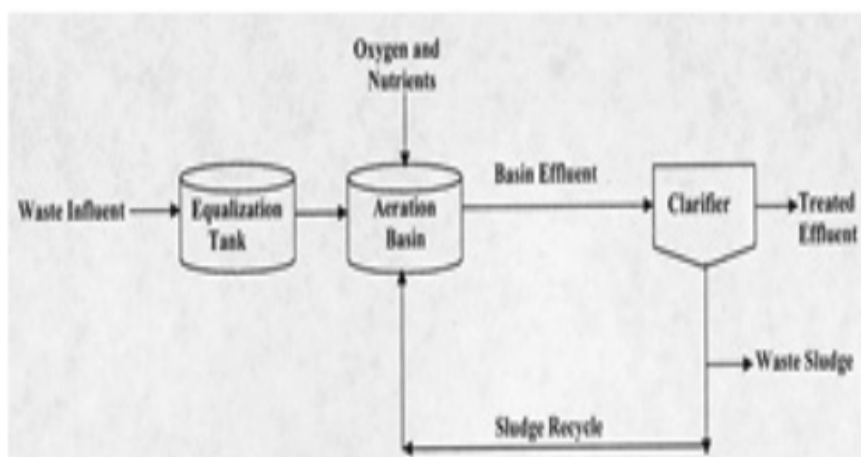 Oxygen and
Nutrients
Waste Influent
Equalization
Tank
Aeration
Basin
Basin Effluent
Clarifier
Treated
Effluent
Waste Sludge
Sludge Recycle